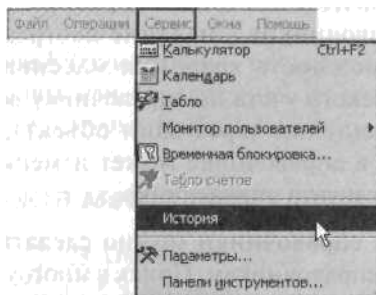 Файл Операции Сервис Окна Помощь
Калькулятор Ctrl+F2
Календарь
Табло
Монитор пользователей
Временная блокировка...
Табло счетов
История
Параметры...
Панели инструментов...